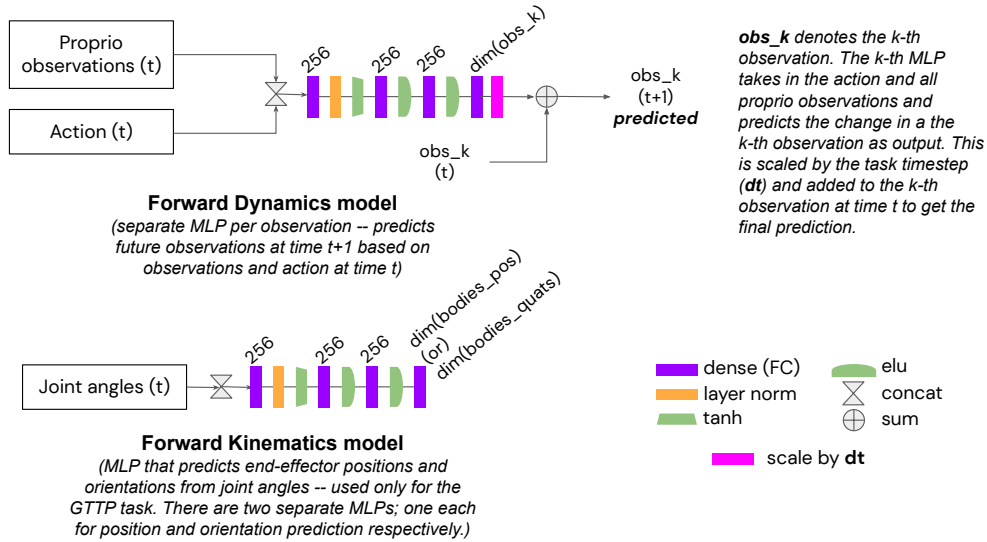 Proprio
observations (t)
Action (t)
256
256
256
dim(obs_k)
obs_k
(t+1)
predicted
obs_k
(t)
Forward Dynamics model
(separate MLP per observation -- predicts
future observations at time t+1 based on
observations and action at time t)
obs_k denotes the k-th
observation. The k-th MLP
takes in the action and all
proprio observations and
predicts the change in a the
k-th observation as output. This
is scaled by the task timestep
(dt) and added to the k-th
observation at time t to get the
final prediction.
Joint angles (t)
256
256
256
dim(bodies_pos)
(or)
dim(bodies_quats)
Forward Kinematics model
(MLP that predicts end-effector positions and
orientations from joint angles -- used only for the
GTTP task. There are two separate MLPs; one each
for position and orientation prediction respectively.)
dense (FC)
layer norm
tanh
elu
concat
sum
scale by dt